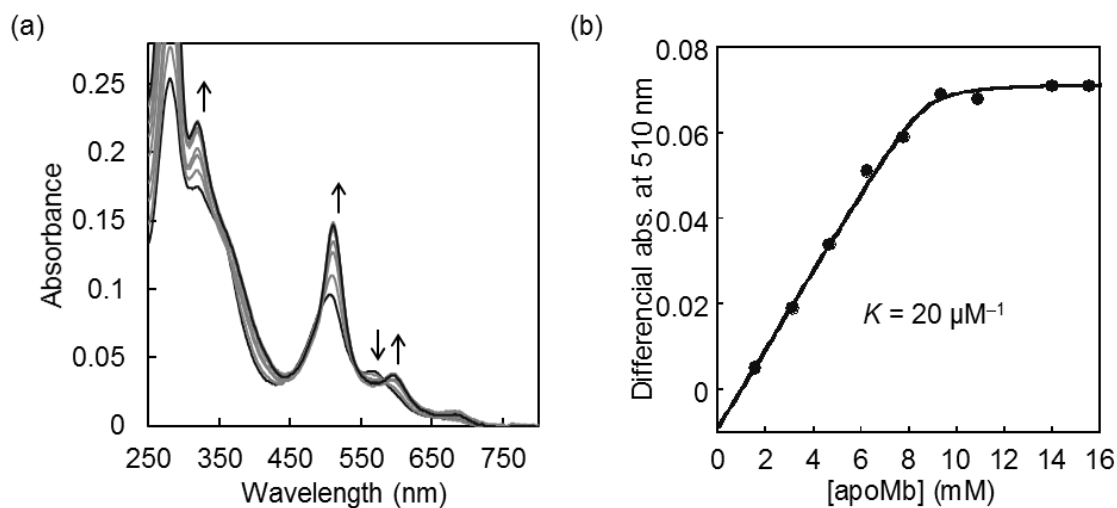 (a)
0.25
0.2
0.15
0.1
0.05
0
Absorbance
250 350 450 550 650 750
Wavelength (nm)
(b)
0.08
0.06
0.04
0.02
0
Differencial abs. at 510 nm
K = 20 µM⁻¹
0 2 4 6 8 10 12 14 16
[apoMb] (mM)